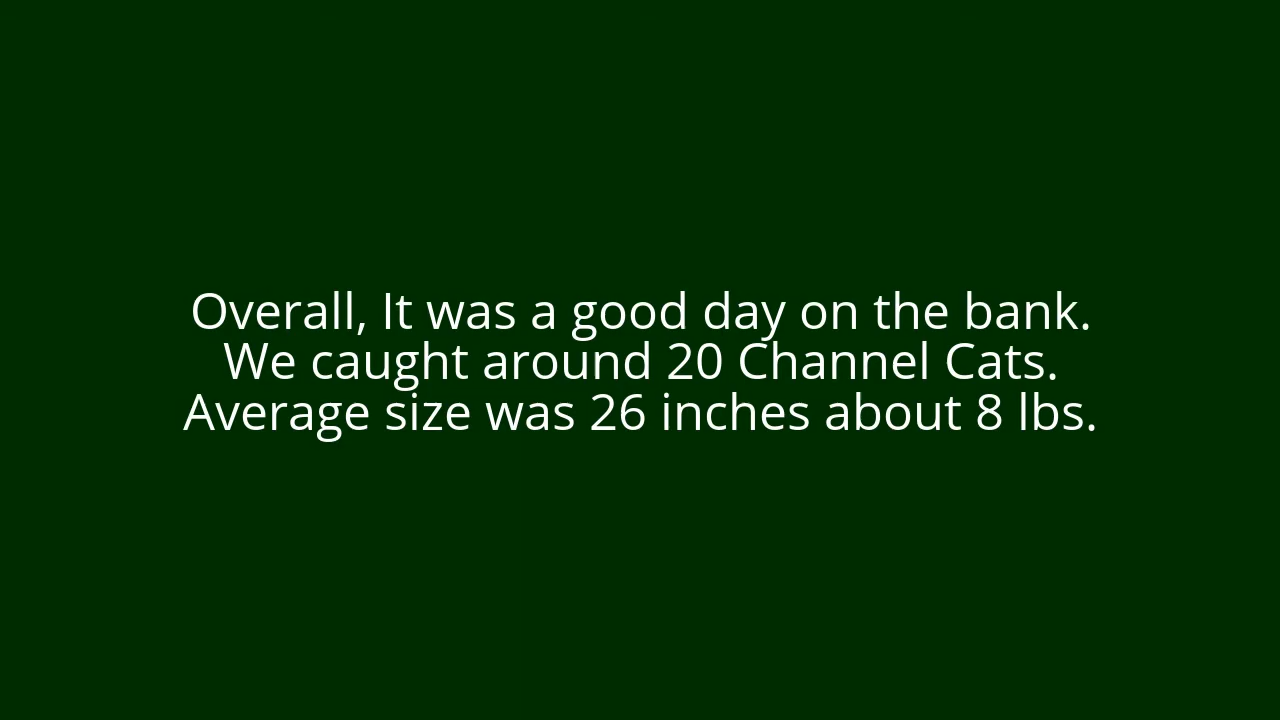 Overall, It was a good day on the bank.
We caught around 20 Channel Cats.
Average size was 26 inches about 8 lbs.